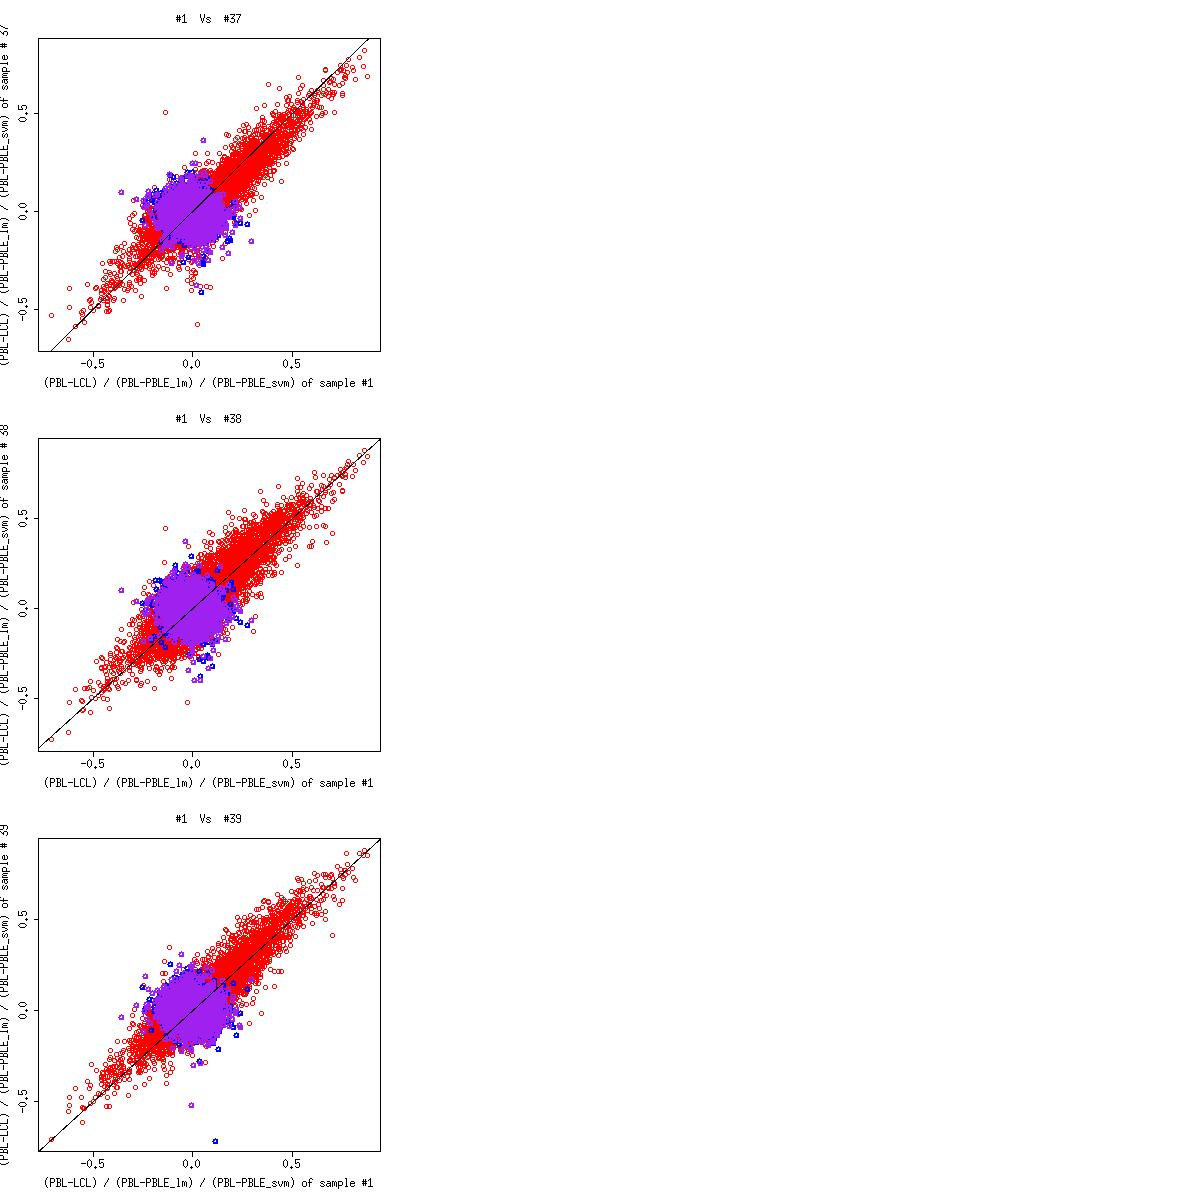 #1 Vs #37
(PBL-LCL) / (PBL-PBLE_lm) / (PBL-PBLE_svm) of sample # 37
0.5
0.0
-0.5
-0.5 0.0 0.5
(PBL-LCL) / (PBL-PBLE_lm) / (PBL-PBLE_svm) of sample #1
#1 Vs #38
(PBL-LCL) / (PBL-PBLE_lm) / (PBL-PBLE_svm) of sample # 38
0.5
0.0
-0.5
-0.5 0.0 0.5
(PBL-LCL) / (PBL-PBLE_lm) / (PBL-PBLE_svm) of sample #1
#1 Vs #39
(PBL-LCL) / (PBL-PBLE_lm) / (PBL-PBLE_svm) of sample # 39
0.5
0.0
-0.5
-0.5 0.0 0.5
(PBL-LCL) / (PBL-PBLE_lm) / (PBL-PBLE_svm) of sample #1